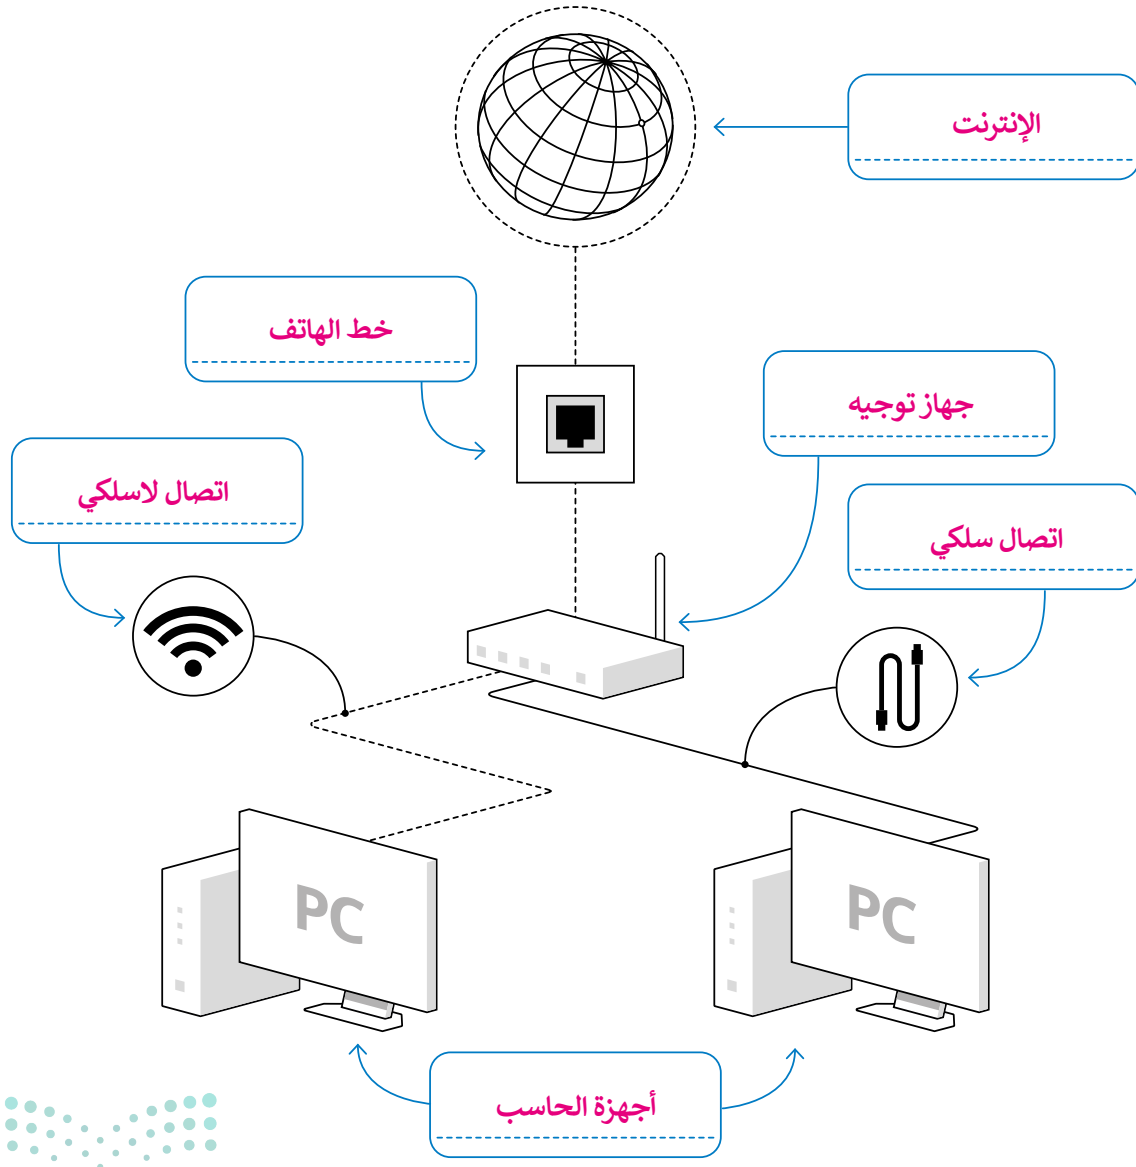 الإنترنت
خط الهاتف
جهاز توجيه
اتصال لاسلكي
اتصال سلكي
PC
PC
أجهزة الحاسب